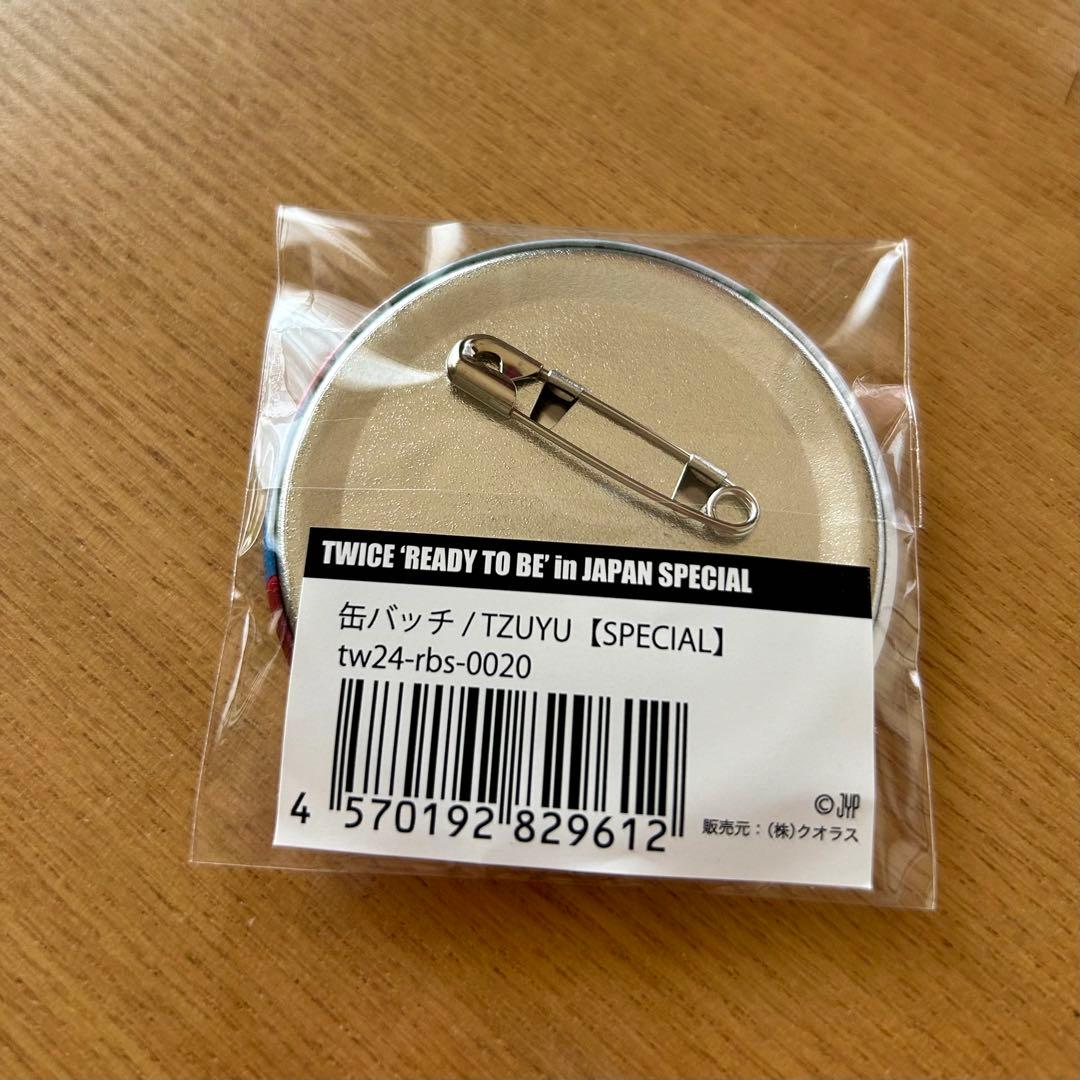 TWICE ‘READY TO BE’ in JAPAN SPECIAL
缶バッチ / TZUYU【SPECIAL】
tw24-rbs-0020
4 570192 829612
© JYP
販売元：（株）クオラス